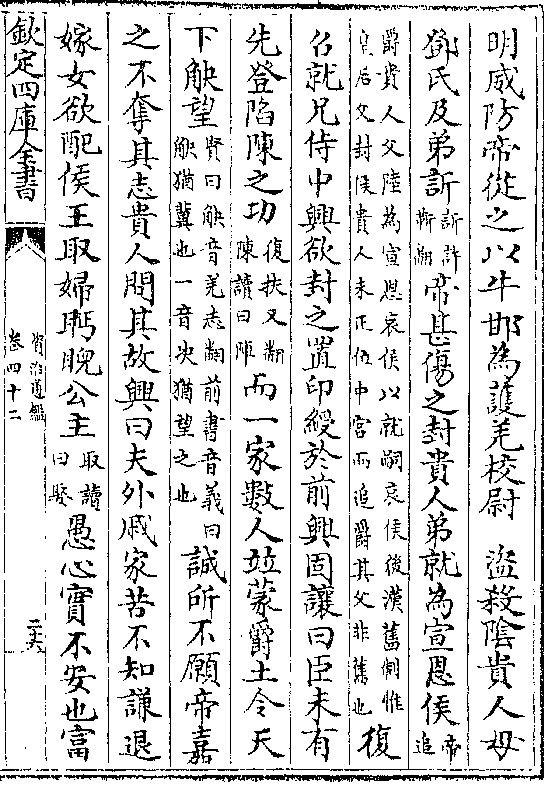 明威防帝從之以牛邯為護羌校尉　盜殺陰貴人母
鄧氏及弟訢訢許斳翻帝甚傷之封貴人弟就為宣恩侯帝追
爵貴人父陸為宣恩哀侯以就嗣哀侯後漢舊制惟皇后父封侯貴人未正位中宮而追爵其父非舊也復
召就兄侍中興欲封之置印綬於前興固讓曰臣未有
先登陷陳之功復扶又翻陳讀曰陣而一家數人並蒙爵土令天
下觖望賢曰觖音羌志翻前書音義曰觖猶冀也一音決猶望之也誠所不願帝嘉
之不奪其志貴人問其故興曰夫外戚家苦不知謙退
嫁女欲配侯王取婦眄睨公主取讀曰娶愚心實不安也富
欽定四庫全書
資治通鑑
卷四十二
二十六